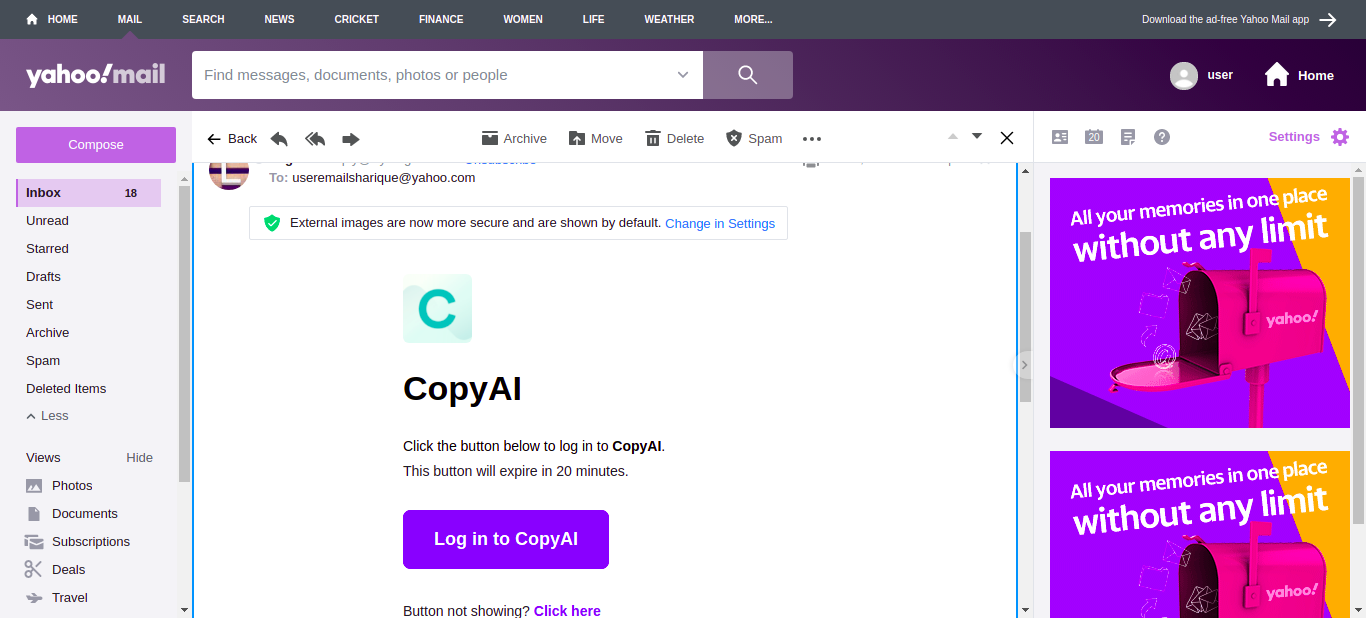 HOME MAIL SEARCH NEWS CRICKET FINANCE WOMEN LIFE WEATHER MORE... Download the ad-free Yahoo Mail app
yahoo!mail Find messages, documents, photos or people user Home
Compose
Back Archive Move Delete Spam 20 Settings
To: useremailsharique@yahoo.com
Inbox 18
Unread
Starred
Drafts
Sent
Archive
Spam
Deleted Items
Less
Views Hide
Photos
Documents
Subscriptions
Deals
Travel
External images are now more secure and are shown by default. Change in Settings
C
CopyAI
Click the button below to log in to CopyAI.
This button will expire in 20 minutes.
Log in to CopyAI
Button not showing? Click here
All your memories in one place
without any limit
yahoo!
All your memories in one place
without any limit
yahoo!